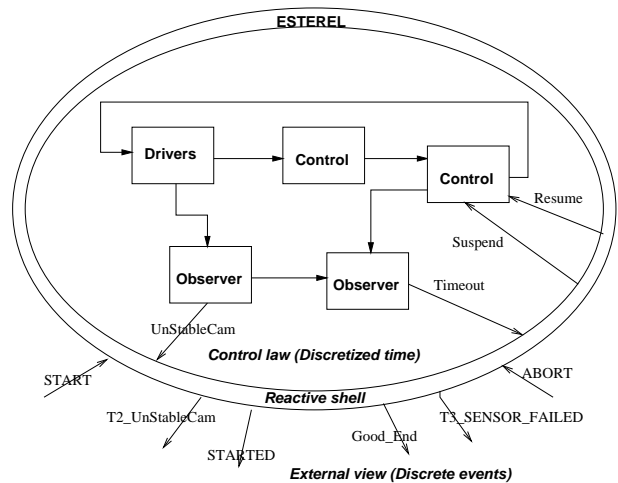 ESTEREL
Drivers
Control
Control
Resume
Suspend
Observer
Observer
Timeout
UnStableCam
Control law (Discretized time)
START
ABORT
Reactive shell
T2_UnStableCam
T3_SENSOR_FAILED
Good_End
STARTED
External view (Discrete events)